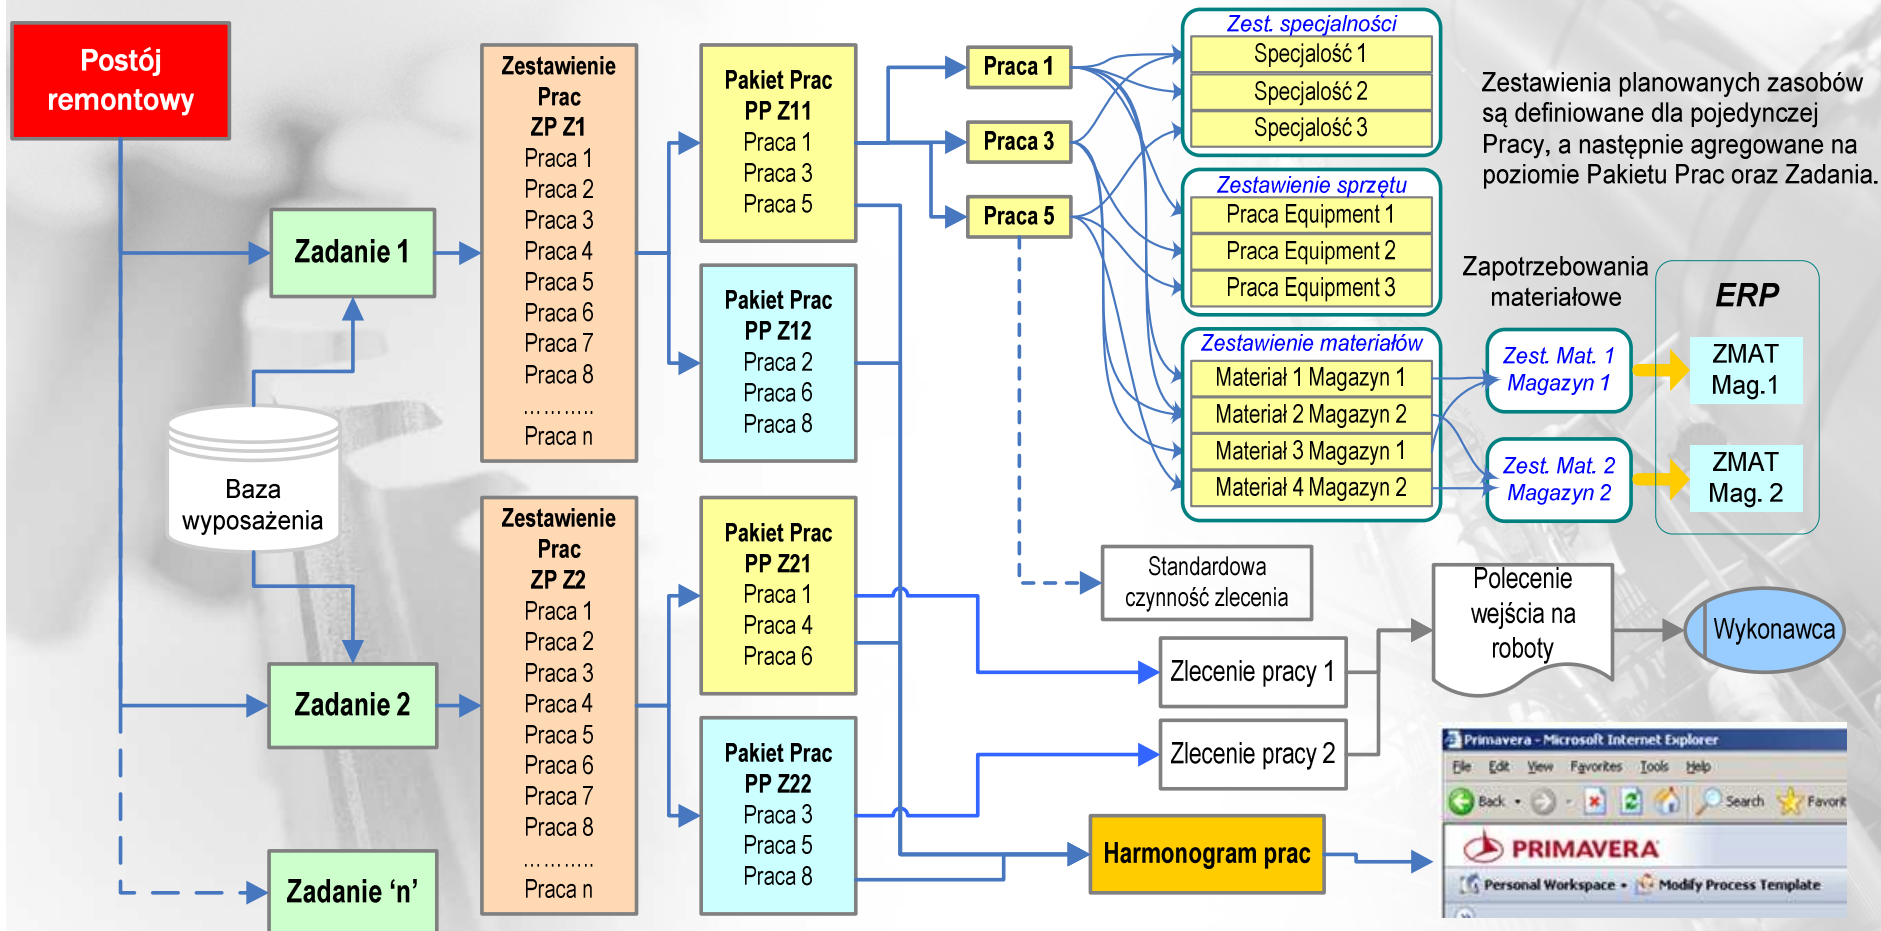 Postój
remontowy
Zadanie 1
Baza
wyposażenia
Zadanie 2
Zadanie ‘n’
Zestawienie
Prac
ZP Z1
Praca 1
Praca 2
Praca 3
Praca 4
Praca 5
Praca 6
Praca 7
Praca 8
………..
Praca n
Zestawienie
Prac
ZP Z2
Praca 1
Praca 2
Praca 3
Praca 4
Praca 5
Praca 6
Praca 7
Praca 8
………..
Praca n
Pakiet Prac
PP Z11
Praca 1
Praca 3
Praca 5
Pakiet Prac
PP Z12
Praca 2
Praca 6
Praca 8
Pakiet Prac
PP Z21
Praca 1
Praca 4
Praca 6
Pakiet Prac
PP Z22
Praca 3
Praca 5
Praca 8
Praca 1
Praca 3
Praca 5
Zest. specjalności
Specjalość 1
Specjalość 2
Specjalość 3
Zestawienie sprzętu
Praca Equipment 1
Praca Equipment 2
Praca Equipment 3
Zestawienie materiałów
Materiał 1 Magazyn 1
Materiał 2 Magazyn 2
Materiał 3 Magazyn 1
Materiał 4 Magazyn 2
Zestawienia planowanych zasobów
są definiowane dla pojedynczej
Pracy, a następnie agregowane na
poziomie Pakietu Prac oraz Zadania.
Zapotrzebowania
materiałowe
Zest. Mat. 1
Magazyn 1
Zest. Mat. 2
Magazyn 2
ERP
ZMAT
Mag.1
ZMAT
Mag. 2
Standardowa
czynność zlecenia
Zlecenie pracy 1
Zlecenie pracy 2
Polecenie
wejścia na
roboty
Wykonawca
Harmonogram prac
Primavera - Microsoft Internet Explorer
File Edit View Favorites Tools Help
Back Search Favorit
PRIMAVERA
Personal Workspace Modify Process Template